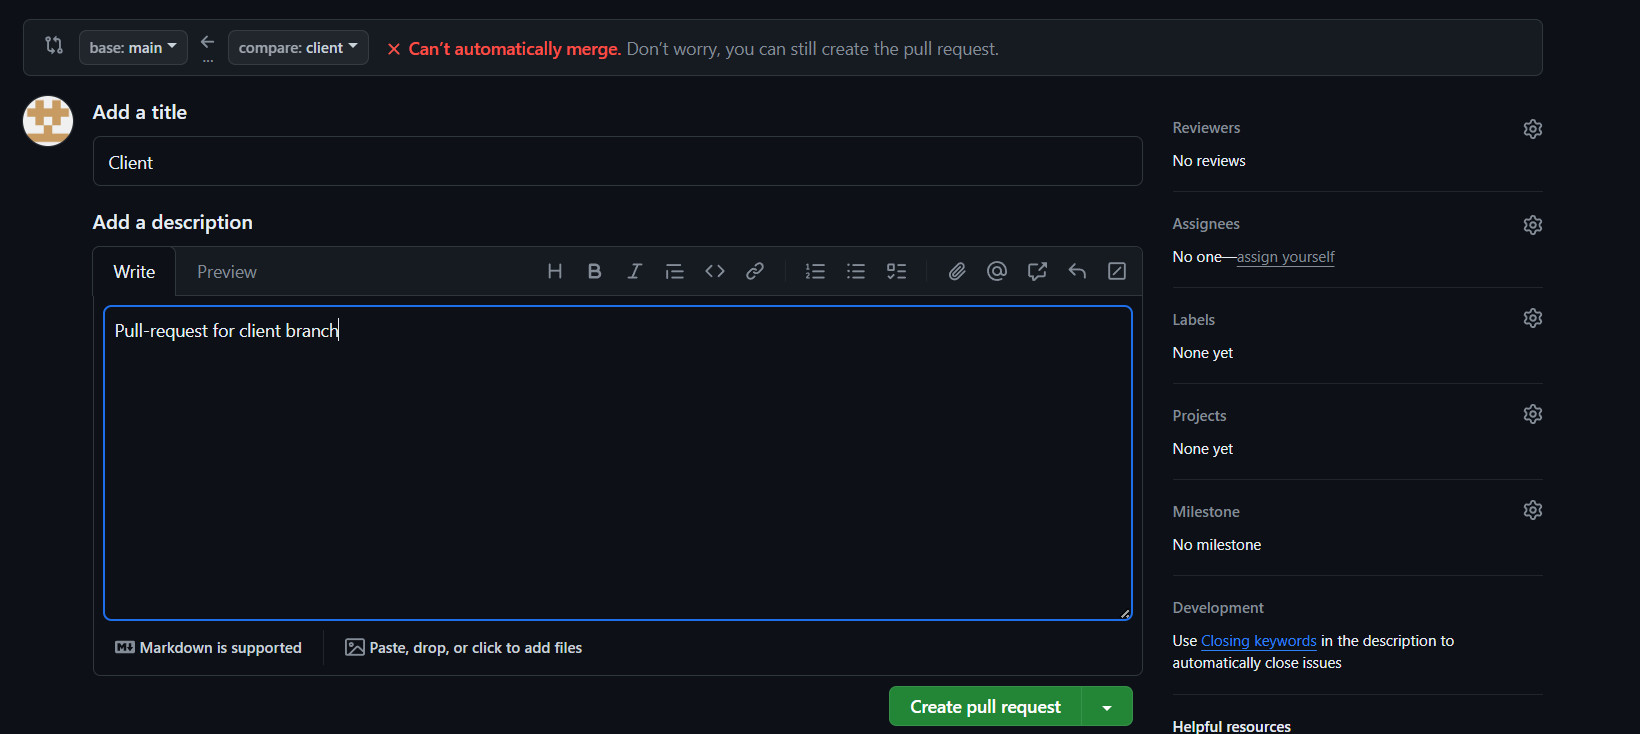 base: main
compare: client
Can't automatically merge. Don't worry, you can still create the pull request.
Add a title
Client
Add a description
Write
Preview
Pull-request for client branch
Markdown is supported
Paste, drop, or click to add files
Create pull request
Reviewers
No reviews
Assignees
No one—assign yourself
Labels
None yet
Projects
None yet
Milestone
No milestone
Development
Use Closing keywords in the description to
automatically close issues
Helpful resources